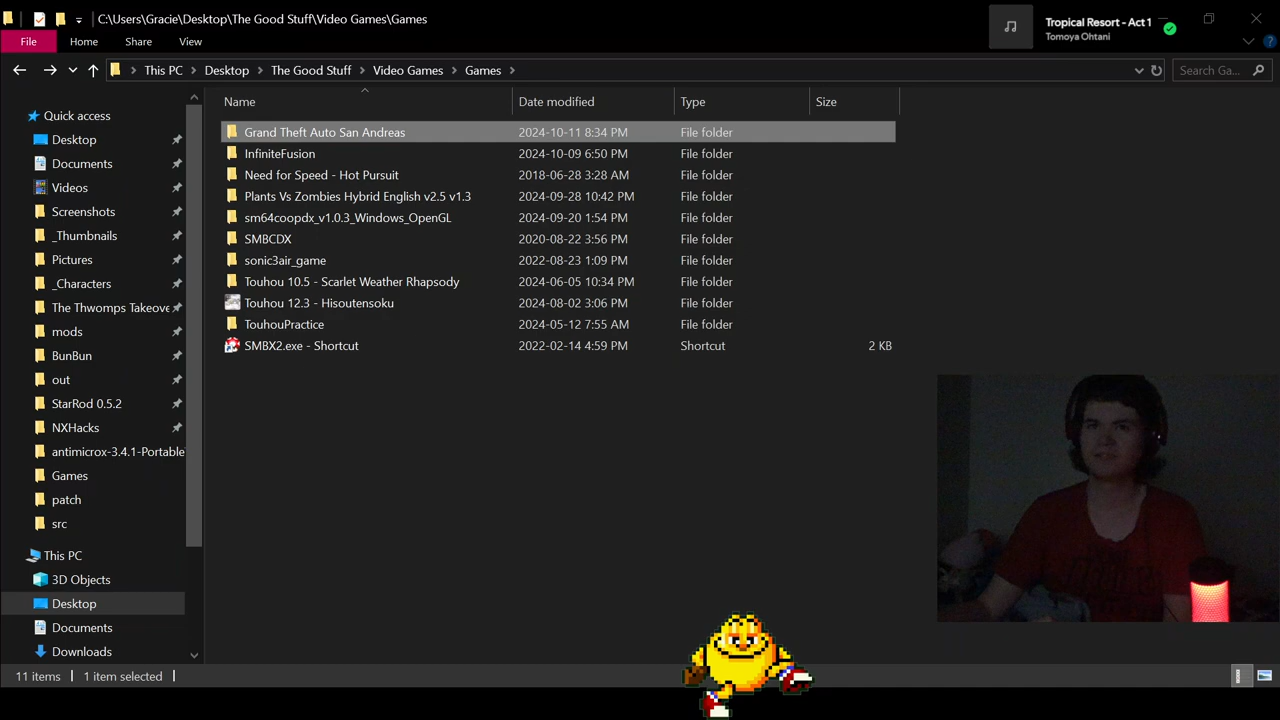 C:\Users\Gracie\Desktop\The Good Stuff\Video Games\Games
Tropical Resort - Act 1
Tomoya Ohtani
File Home Share View
This PC Desktop The Good Stuff Video Games Games
Search Ga...
Name Date modified Type Size
Quick access
Desktop
Documents
Videos
Screenshots
_Thumbnails
Pictures
_Characters
The Thwomps Takeove
mods
BunBun
out
StarRod 0.5.2
NXHacks
antimicrox-3.4.1-Portable
Games
patch
src
This PC
3D Objects
Desktop
Documents
Downloads
Grand Theft Auto San Andreas 2024-10-11 8:34 PM File folder
InfiniteFusion 2024-10-09 6:50 PM File folder
Need for Speed - Hot Pursuit 2018-06-28 3:28 AM File folder
Plants Vs Zombies Hybrid English v2.5 v1.3 2024-09-28 10:42 PM File folder
sm64coopdx_v1.0.3_Windows_OpenGL 2024-09-20 1:54 PM File folder
SMBCDX 2020-08-22 3:56 PM File folder
sonic3air_game 2022-08-23 1:09 PM File folder
Touhou 10.5 - Scarlet Weather Rhapsody 2024-06-05 10:34 PM File folder
Touhou 12.3 - Hisoutensoku 2024-08-02 3:06 PM File folder
TouhouPractice 2024-05-12 7:55 AM File folder
SMBX2.exe - Shortcut 2022-02-14 4:59 PM Shortcut 2 KB
11 items 1 item selected